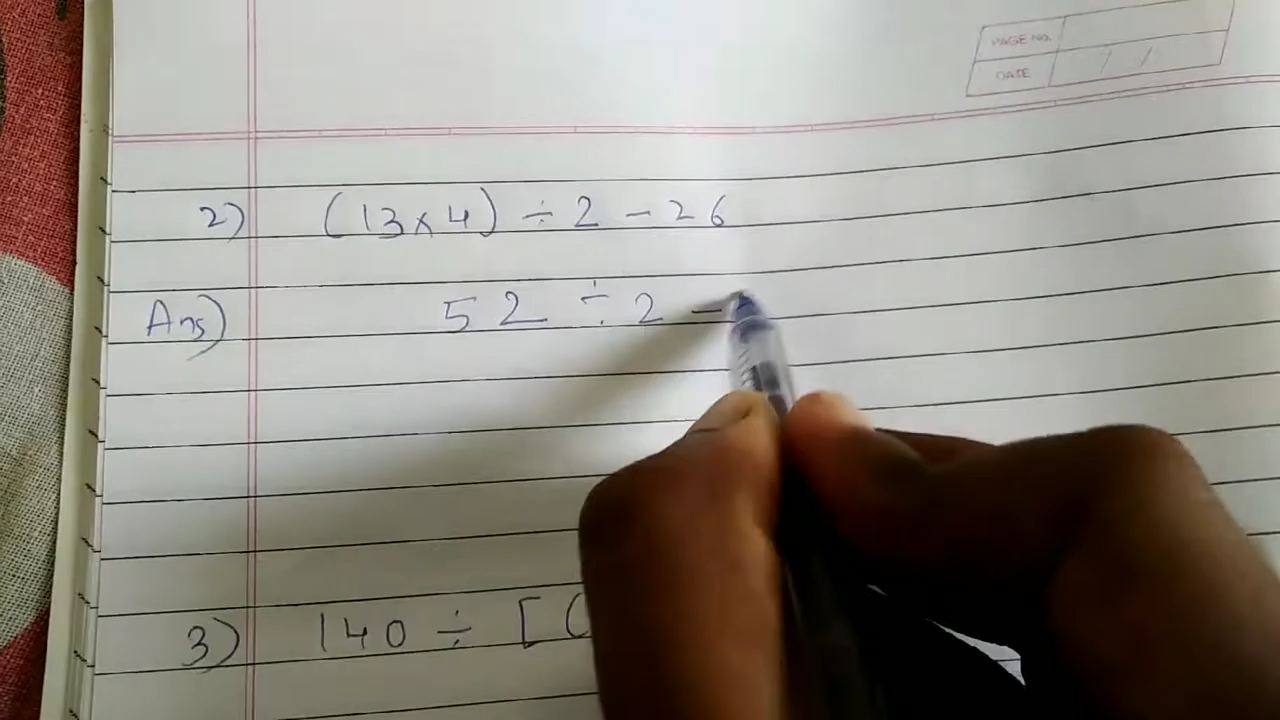 PAGE NO.
DATE / /
2) (13 x 4) ÷ 2 - 26
Ans) 52 ÷ 2 -
3) 140 ÷ [ (